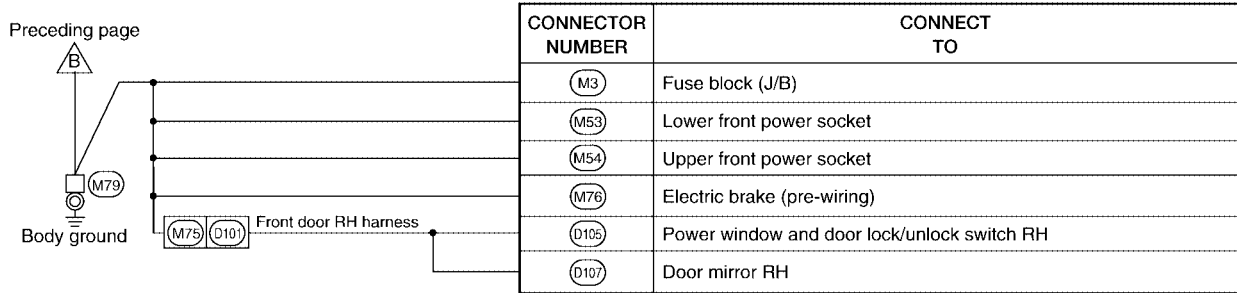 Preceding page
B
M79
Body ground
M75 D101 Front door RH harness
CONNECTOR NUMBER CONNECT TO
M3 Fuse block (J/B)
M53 Lower front power socket
M54 Upper front power socket
M76 Electric brake (pre-wiring)
D105 Power window and door lock/unlock switch RH
D107 Door mirror RH